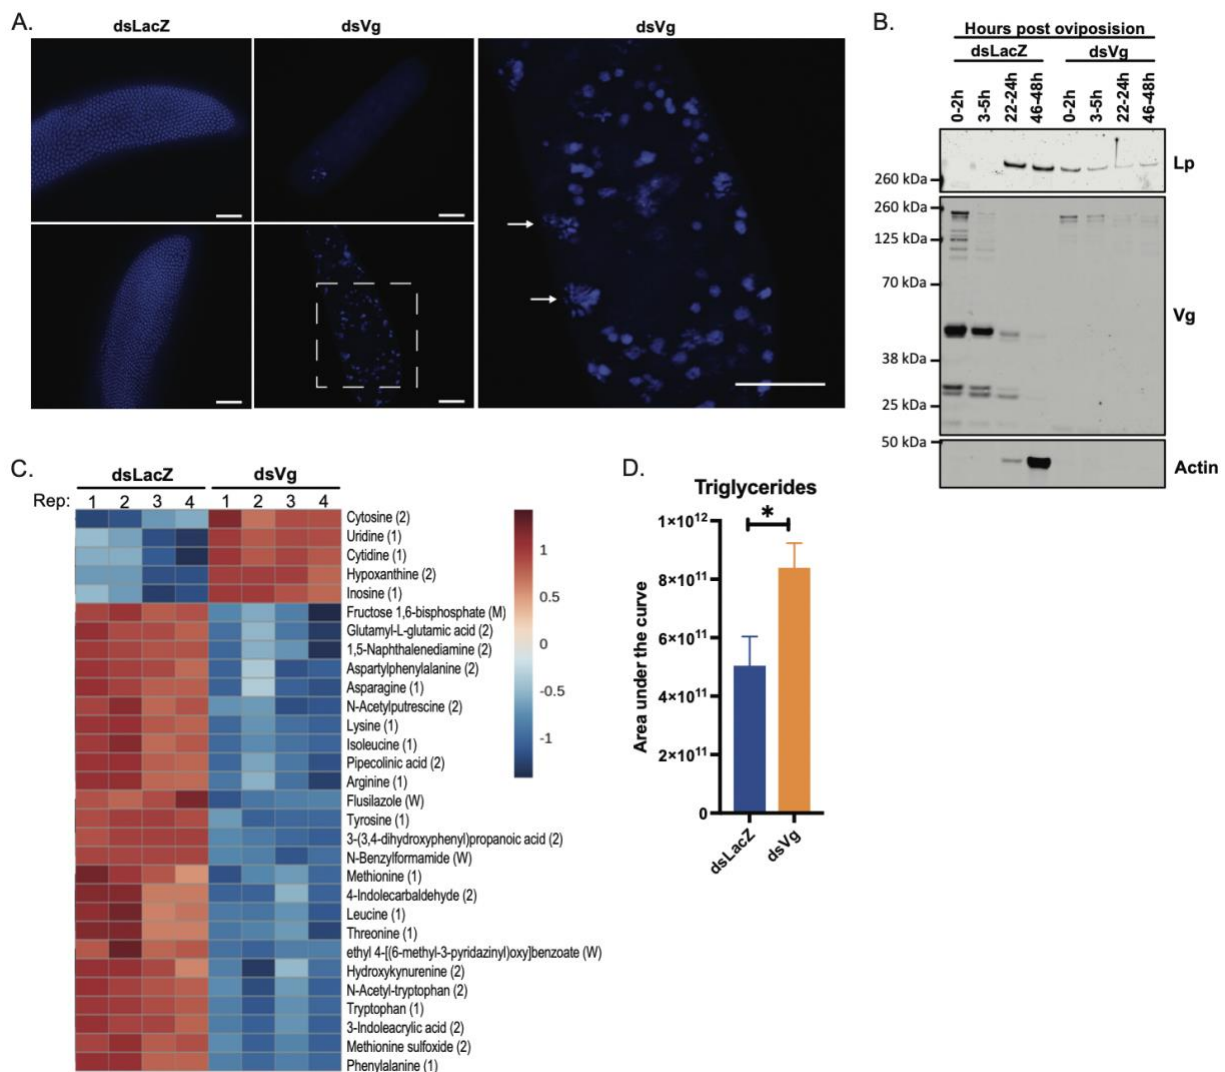 A.
dsLacZ dsVg dsVg
B.
Hours post oviposision
dsLacZ dsVg
0-2h 3-5h 22-24h 46-48h 0-2h 3-5h 22-24h 46-48h
Lp
260 kDa
260 kDa
125 kDa
70 kDa
Vg
38 kDa
25 kDa
50 kDa
Actin
C.
dsLacZ dsVg
Rep: 1 2 3 4 1 2 3 4
Cytosine (2)
Uridine (1)
Cytidine (1)
Hypoxanthine (2)
Inosine (1)
Fructose 1,6-bisphosphate (M)
Glutamyl-L-glutamic acid (2)
1,5-Naphthalenediamine (2)
Aspartylphenylalanine (2)
Asparagine (1)
N-Acetylputrescine (2)
Lysine (1)
Isoleucine (1)
Pipecolinic acid (2)
Arginine (1)
Flusilazole (W)
Tyrosine (1)
3-(3,4-dihydroxyphenyl)propanoic acid (2)
N-Benzylformamide (W)
Methionine (1)
4-Indolecarbaldehyde (2)
Leucine (1)
Threonine (1)
ethyl 4-[(6-methyl-3-pyridazinyl)oxy]benzoate (W)
Hydroxykynurenine (2)
N-Acetyl-tryptophan (2)
Tryptophan (1)
3-Indoleacrylic acid (2)
Methionine sulfoxide (2)
Phenylalanine (1)
1
0.5
0
-0.5
-1
D.
Triglycerides
*
Area under the curve
1×10¹²
8×10¹¹
6×10¹¹
4×10¹¹
2×10¹¹
0
dsLacZ
dsVg